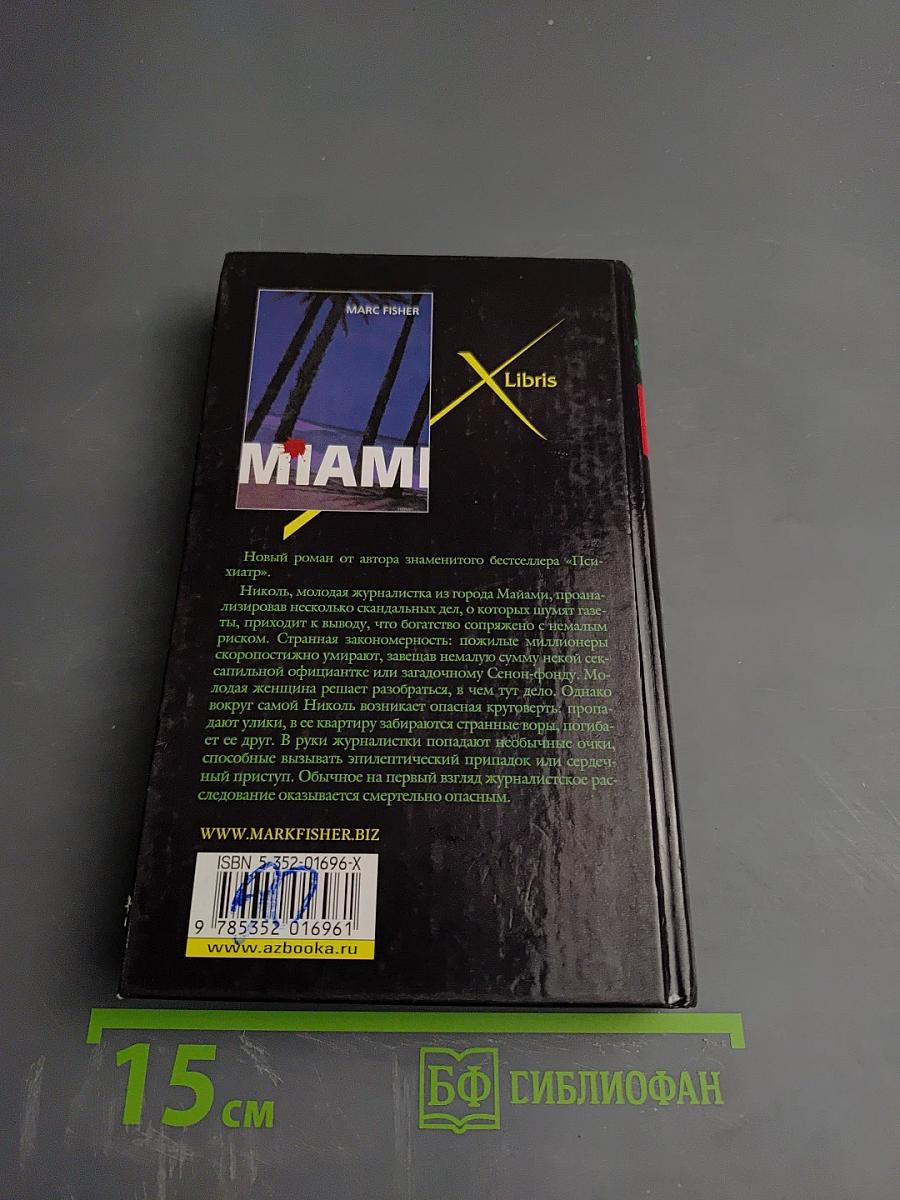 MARC FISHER
X Libris
MIAMI
Новый роман от автора знаменитого бестселлера «Пси-
хиатр».
Николь, молодая журналистка из города Майами, проана-
лизировав несколько скандальных дел, о которых шумят газе-
ты, приходит к выводу, что богатство сопряжено с немалым
риском. Странная закономерность: пожилые миллионеры
скоропостижно умирают, завещав немалую сумму некой сек-
сапильной официантке или загадочному Сенон-фонду. Мо-
лодая женщина решает разобраться, в чем тут дело. Однако
вокруг самой Николь возникает опасная круговерть: пропа-
дают улики, в ее квартиру забираются странные воры, погиба-
ет ее друг. В руки журналистки попадают необычные очки,
способные вызывать эпилептический припадок или сердеч-
ный приступ. Обычное на первый взгляд журналистское рас-
следование оказывается смертельно опасным.
WWW.MARKFISHER.BIZ
ISBN 5-352-01696-X
9 785352 016961
www.azbooka.ru
15 см
БФ БИБЛИОФАН